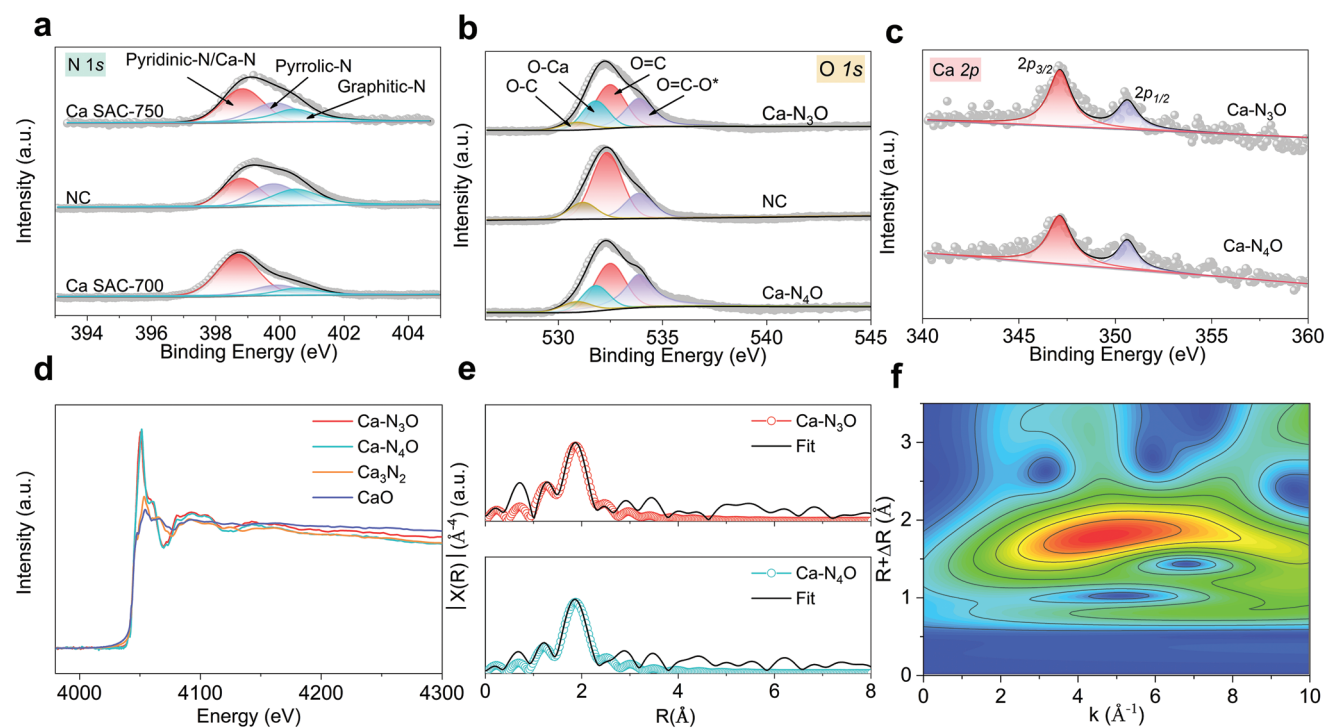 a
N 1s
Pyridinic-N/Ca-N
Pyrrolic-N
Graphitic-N
Ca SAC-750
NC
Ca SAC-700
Intensity (a.u.)
394 396 398 400 402 404
Binding Energy (eV)
b
O 1s
O-C
O-Ca
O=C
O=C-O*
Ca-N₃O
NC
Ca-N₄O
Intensity (a.u.)
530 535 540 545
Binding Energy (eV)
c
Ca 2p
2p₃/₂
2p₁/₂
Ca-N₃O
Ca-N₄O
Intensity (a.u.)
340 345 350 355 360
Binding Energy (eV)
d
Ca-N₃O
Ca-N₄O
Ca₃N₂
CaO
Intensity (a.u.)
4000 4100 4200 4300
Energy (eV)
e
Ca-N₃O
Fit
Ca-N₄O
Fit
|X(R)| (Å⁻⁴) (a.u.)
0 2 4 6 8
R(Å)
f
R+ΔR (Å)
3
2
1
0
0 2 4 6 8 10
k (Å⁻¹)